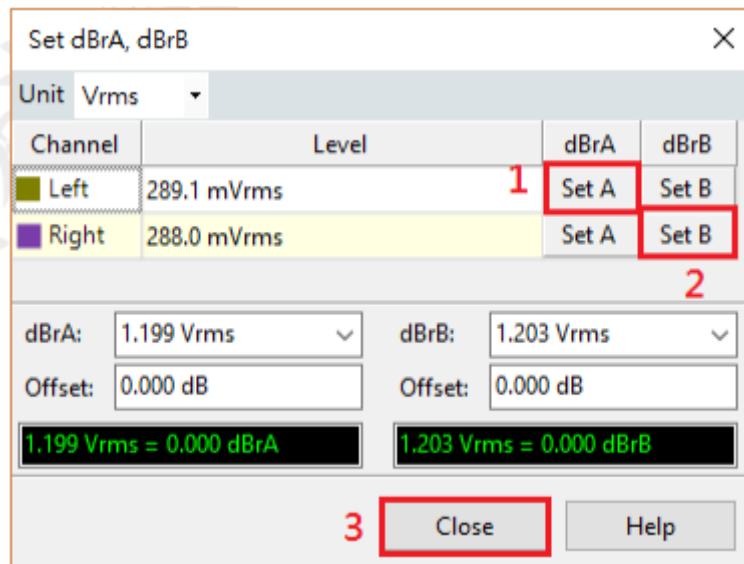 Set dBrA, dBrB
Unit Vrms
Channel Level dBrA dBrB
Left 289.1 mVrms 1 Set A Set B
Right 288.0 mVrms Set A Set B
2
dBrA: 1.199 Vrms dBrB: 1.203 Vrms
Offset: 0.000 dB Offset: 0.000 dB
1.199 Vrms = 0.000 dBrA 1.203 Vrms = 0.000 dBrB
3 Close Help